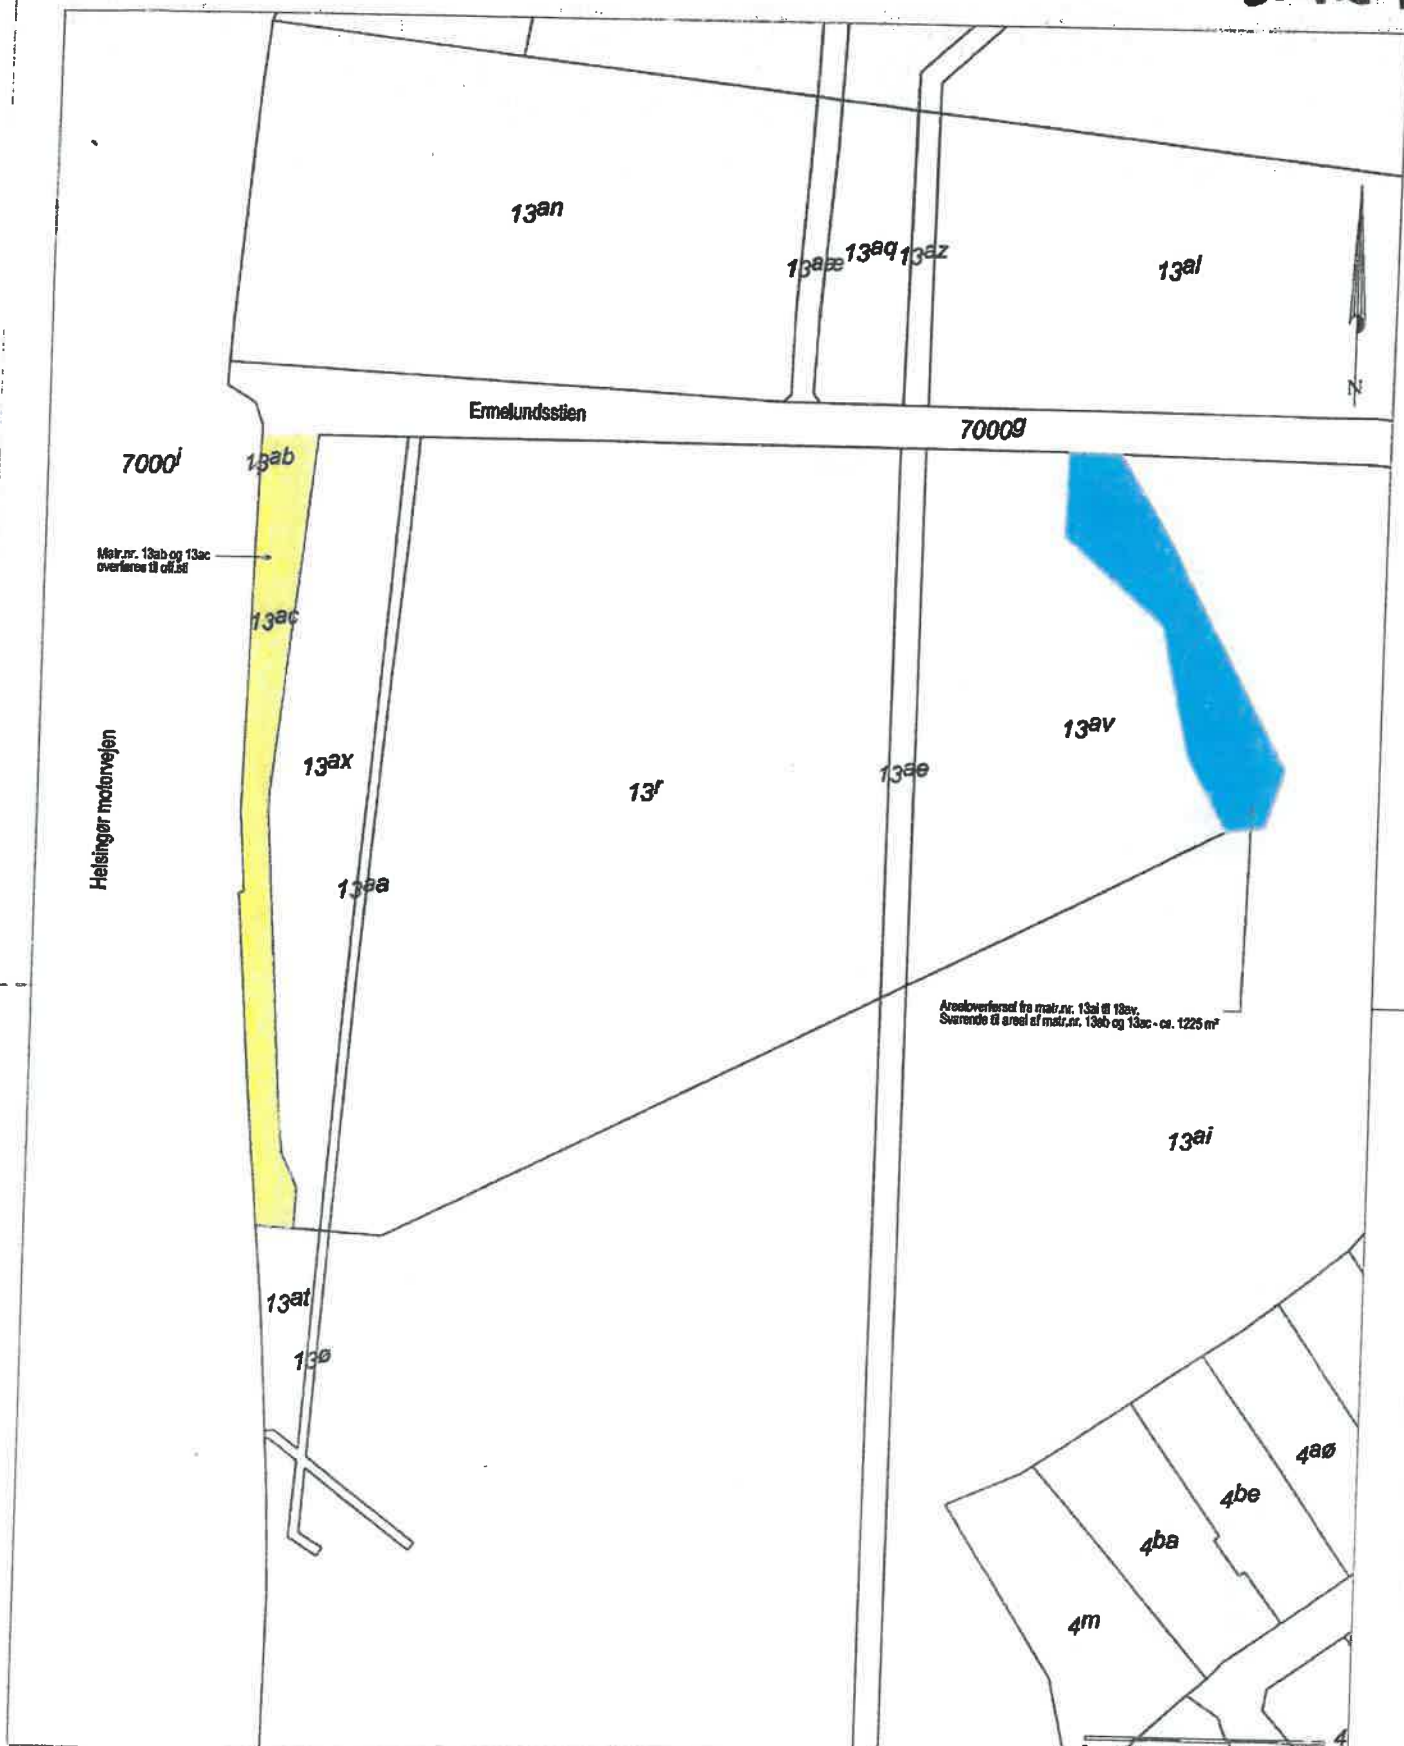 13an
13aæ
13aq
13az
13al
N
Ermelundsstien
7000g
7000i
13ab
Matr.nr. 13ab og 13ac
overføres til off.sti
13ac
13ax
13r
13ae
13av
Helsingør motorvejen
13aa
Arealoverførsel fra matr.nr. 13ai til 13av.
Svarende til areal af matr.nr. 13ab og 13ac - ca. 1225 m²
13ai
13at
13ø
4aø
4be
4ba
4m
4